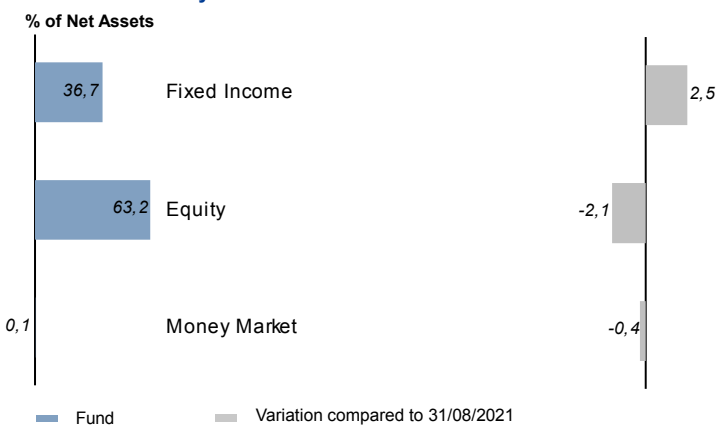 % of Net Assets
36,7 Fixed Income 2,5
63,2 Equity -2,1
0,1 Money Market -0,4
Fund Variation compared to 31/08/2021